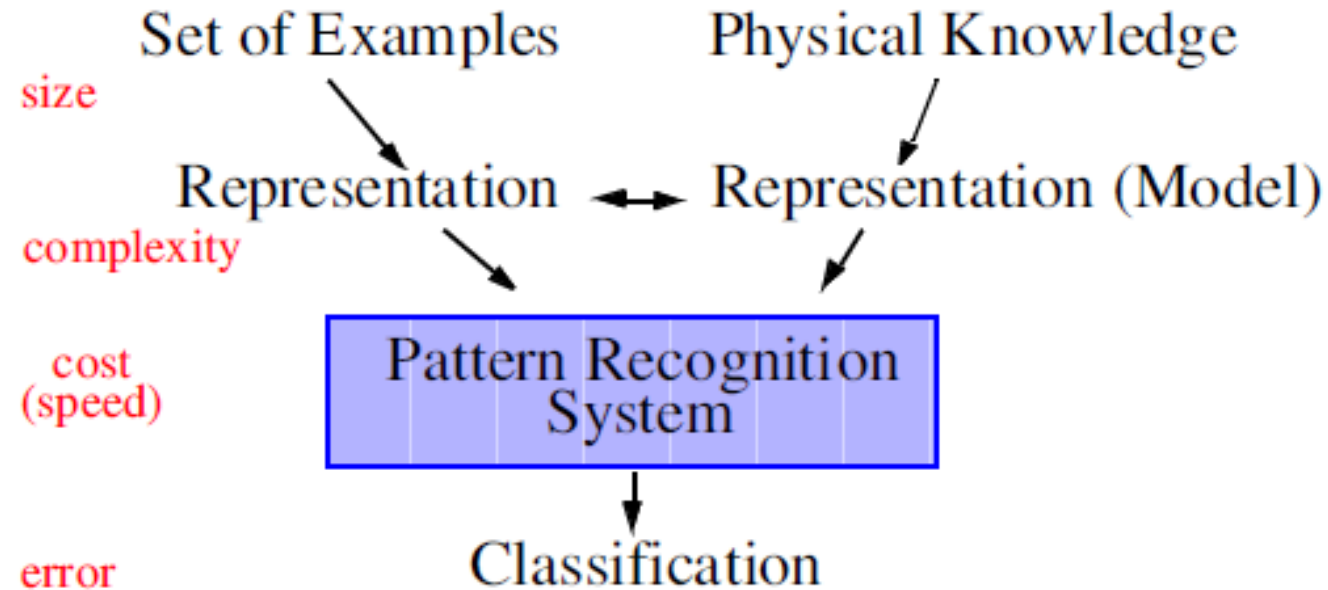 Set of Examples
Physical Knowledge
size
Representation
Representation (Model)
complexity
cost
(speed)
Pattern Recognition
System
error
Classification